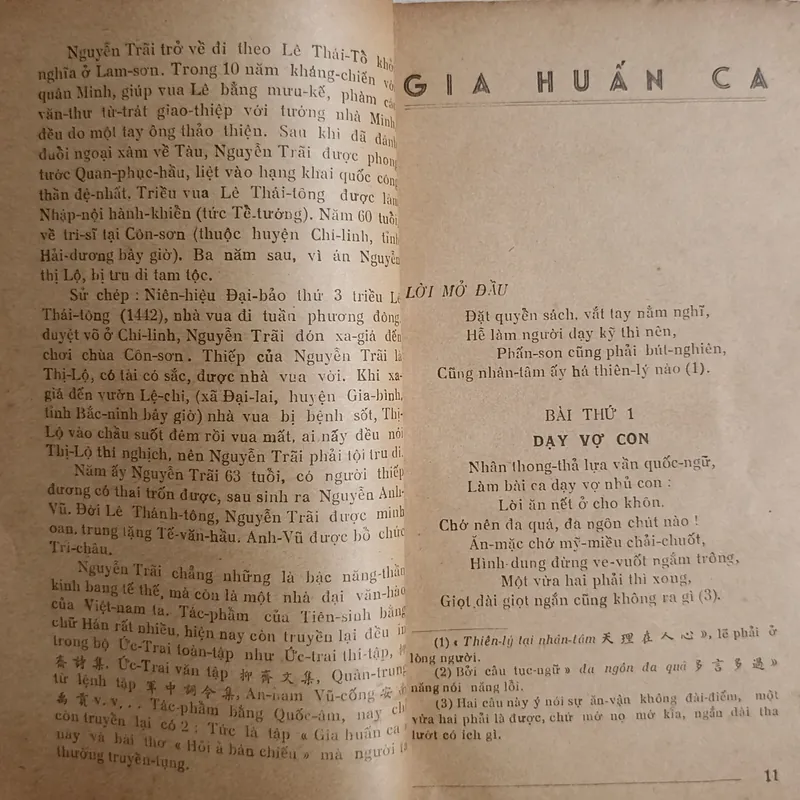 Nguyễn Trãi trở về đi theo Lê Thái-Tổ khởi
nghĩa ở Lam-sơn. Trong 10 năm kháng-chiến với
quân Minh, giúp vua Lê bằng mưu-kế, phàm các
văn-thư từ-trát giao-thiệp với tướng nhà Minh
đều do một tay ông thảo thiện. Sau khi đã đánh
đuổi ngoại xâm về Tàu, Nguyễn Trãi được phong
tước Quan-phục-hầu, liệt vào hạng khai quốc công
thần đệ-nhất. Triều vua Lê Thái-tông được làm
Nhập-nội hành-khiển (tức Tề-tướng). Năm 60 tuổi
về trí-sĩ tại Côn-sơn (thuộc huyện Chí-linh, tỉnh
Hải-dương bây giờ). Ba năm sau, vì án Nguyễn
thị Lộ, bị tru di tam tộc.
Sử chép : Niên-hiệu Đại-bảo thứ 3 triều Lê
Thái-tông (1442), nhà vua đi tuần phương đông,
duyệt võ ở Chí-linh, Nguyễn Trãi đón xa-giá đến
chơi chùa Côn-sơn. Thiếp của Nguyễn Trãi là
Thị-Lộ, có tài có sắc, được nhà vua vời. Khi xa-
giá đến vườn Lệ-chi, (xã Đại-lai, huyện Gia-bình,
tỉnh Bắc-ninh bây giờ) nhà vua bị bệnh sốt, Thị-
Lộ vào chầu suốt đêm rồi vua mất, ai nấy đều nói
Thị-Lộ thí nghịch, nên Nguyễn Trãi phải tội tru di.
Năm ấy Nguyễn Trãi 63 tuổi, có người thiếp
đương có thai trốn được, sau sinh ra Nguyễn Anh-
Vũ. Đời Lê Thánh-tông, Nguyễn Trãi được minh
oan, trung tặng Tế-văn-hầu. Anh-Vũ được bổ chức
Tri-châu.
Nguyễn Trãi chẳng những là bậc năng-thần
kinh bang tế thế, mà còn là một nhà đại văn-hào
của Việt-nam ta. Tác-phẩm của Tiên-sinh bằng
chữ Hán rất nhiều, hiện nay còn truyền lại đều in
trong bộ Ức-Trai toàn-tập như Ức-trai thi-tập, 抑
齋詩集, Ức-Trai văn tập 抑齊文集, Quân-trung
từ lệnh tập 軍中詞令集, An-nam Vũ-cống 安南
禹貢 v.v... Tác-phẩm bằng Quốc-âm, nay chỉ
còn truyền lại có 2 : Tức là tập « Gia huấn ca »
này và bài thơ « Hỏi ả bán chiếu » mà người ta
thường truyền-tụng.
GIA HUẤN CA
LỜI MỞ ĐẦU
Đặt quyển sách, vắt tay nằm nghĩ,
Hễ làm người dạy kỹ thì nên,
Phấn-son cũng phải bút-nghiên,
Cũng nhân-tâm ấy há thiên-lý nào (1).
BÀI THỨ 1
DẠY VỢ CON
Nhân thong-thả lựa vần quốc-ngữ,
Làm bài ca dạy vợ nhủ con :
Lời ăn nết ở cho khôn.
Chớ nên đa quá, đa ngôn chút nào !
Ăn-mặc chớ mỹ-miều chải-chuốt,
Hình-dung đừng ve-vuốt ngắm trông,
Một vừa hai phải thì xong,
Giọt dài giọt ngắn cũng không ra gì (3).
(1) « Thiên-lý tại nhân-tâm 天理在人心 », lẽ phải ở
lòng người.
(2) Bởi câu tục-ngữ » đa ngôn đa quá 多言多過 »
năng nói năng lỗi.
(3) Hai câu này ý nói sự ăn-vận không đài-điếm, một
vừa hai phải là được, chứ mớ nọ mớ kia, ngắn dài tha
lướt có ích gì.
11